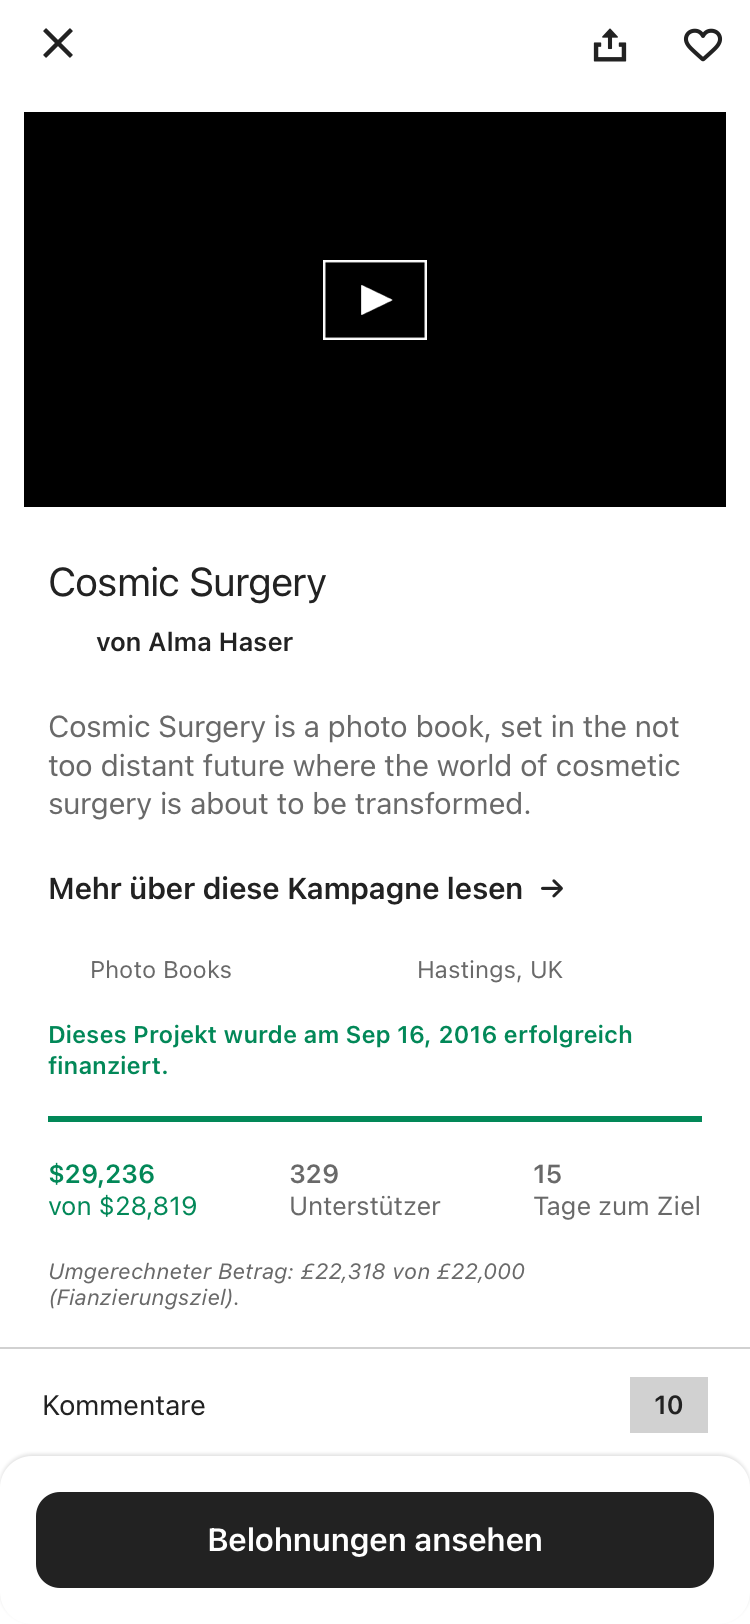 Cosmic Surgery
von Alma Haser
Cosmic Surgery is a photo book, set in the not
too distant future where the world of cosmetic
surgery is about to be transformed.
Mehr über diese Kampagne lesen →
Photo Books
Hastings, UK
Dieses Projekt wurde am Sep 16, 2016 erfolgreich
finanziert.
$29,236
von $28,819
329
Unterstützer
15
Tage zum Ziel
Umgerechneter Betrag: £22,318 von £22,000
(Fianzierungsziel).
Kommentare
10
Belohnungen ansehen